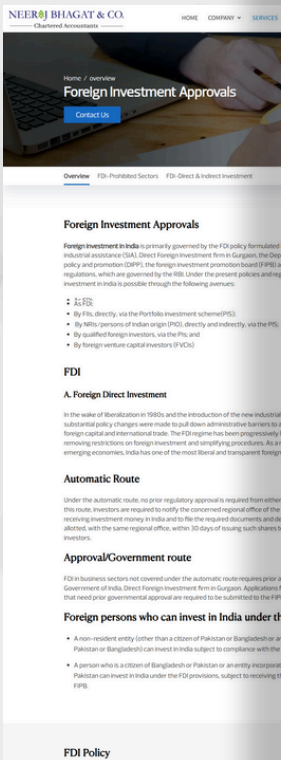 NEERAJ BHAGAT & CO.
Chartered Accountants
HOME COMPANY SERVICES
Home / overview
Foreign Investment Approvals
Contact Us
Overview FDI-Prohibited Sectors FDI-Direct & Indirect Investment
Foreign Investment Approvals
Foreign investment in India is primarily governed by the FDI policy formulated
industrial assistance (SIA), Direct Foreign Investment firm in Gurgaon, the Dep
policy and promotion (DIPP), the foreign investment promotion board (FIPB) a
regulations, which are governed by the RBI. Under the present policies and reg
investment in India is possible through the following avenues:
As FDI;
By FIIs, directly, via the Portfolio investment scheme(PIS);
By NRIs/persons of Indian origin (PIO), directly and indirectly, via the PIS;
By qualified foreign investors, via the PIs; and
By foreign venture capital investors (FVCIs)
FDI
A. Foreign Direct Investment
In the wake of liberalization in 1980s and the introduction of the new industrial
substantial policy changes were made to pull down administrative barriers to a
foreign capital and international trade. The FDI regime has been progressively l
removing restrictions on foreign investment and simplifying procedures. As a r
emerging economies, India has one of the most liberal and transparent foreign
Automatic Route
Under the automatic route, no prior regulatory approval is required from either
this route, investors are required to notify the concerned regional office of the
receiving investment money in India and to file the required documents and de
allotted, with the same regional office, within 30 days of issuing such shares t
investors.
Approval/Government route
FDI in business sectors not covered under the automatic route requires prior a
Government of India, Direct Foreign Investment firm in Gurgaon. Applications f
that need prior governmental approval are required to be submitted to the FIP
Foreign persons who can invest in India under th
A non-resident entity (other than a citizen of Pakistan or Bangladesh or an
Pakistan or Bangladesh) can invest in India subject to compliance with the
A person who is a citizen of Bangladesh or Pakistan or an entity incorporat
Pakistan can invest in India under the FDI provisions, subject to receiving th
FIPB.
FDI Policy